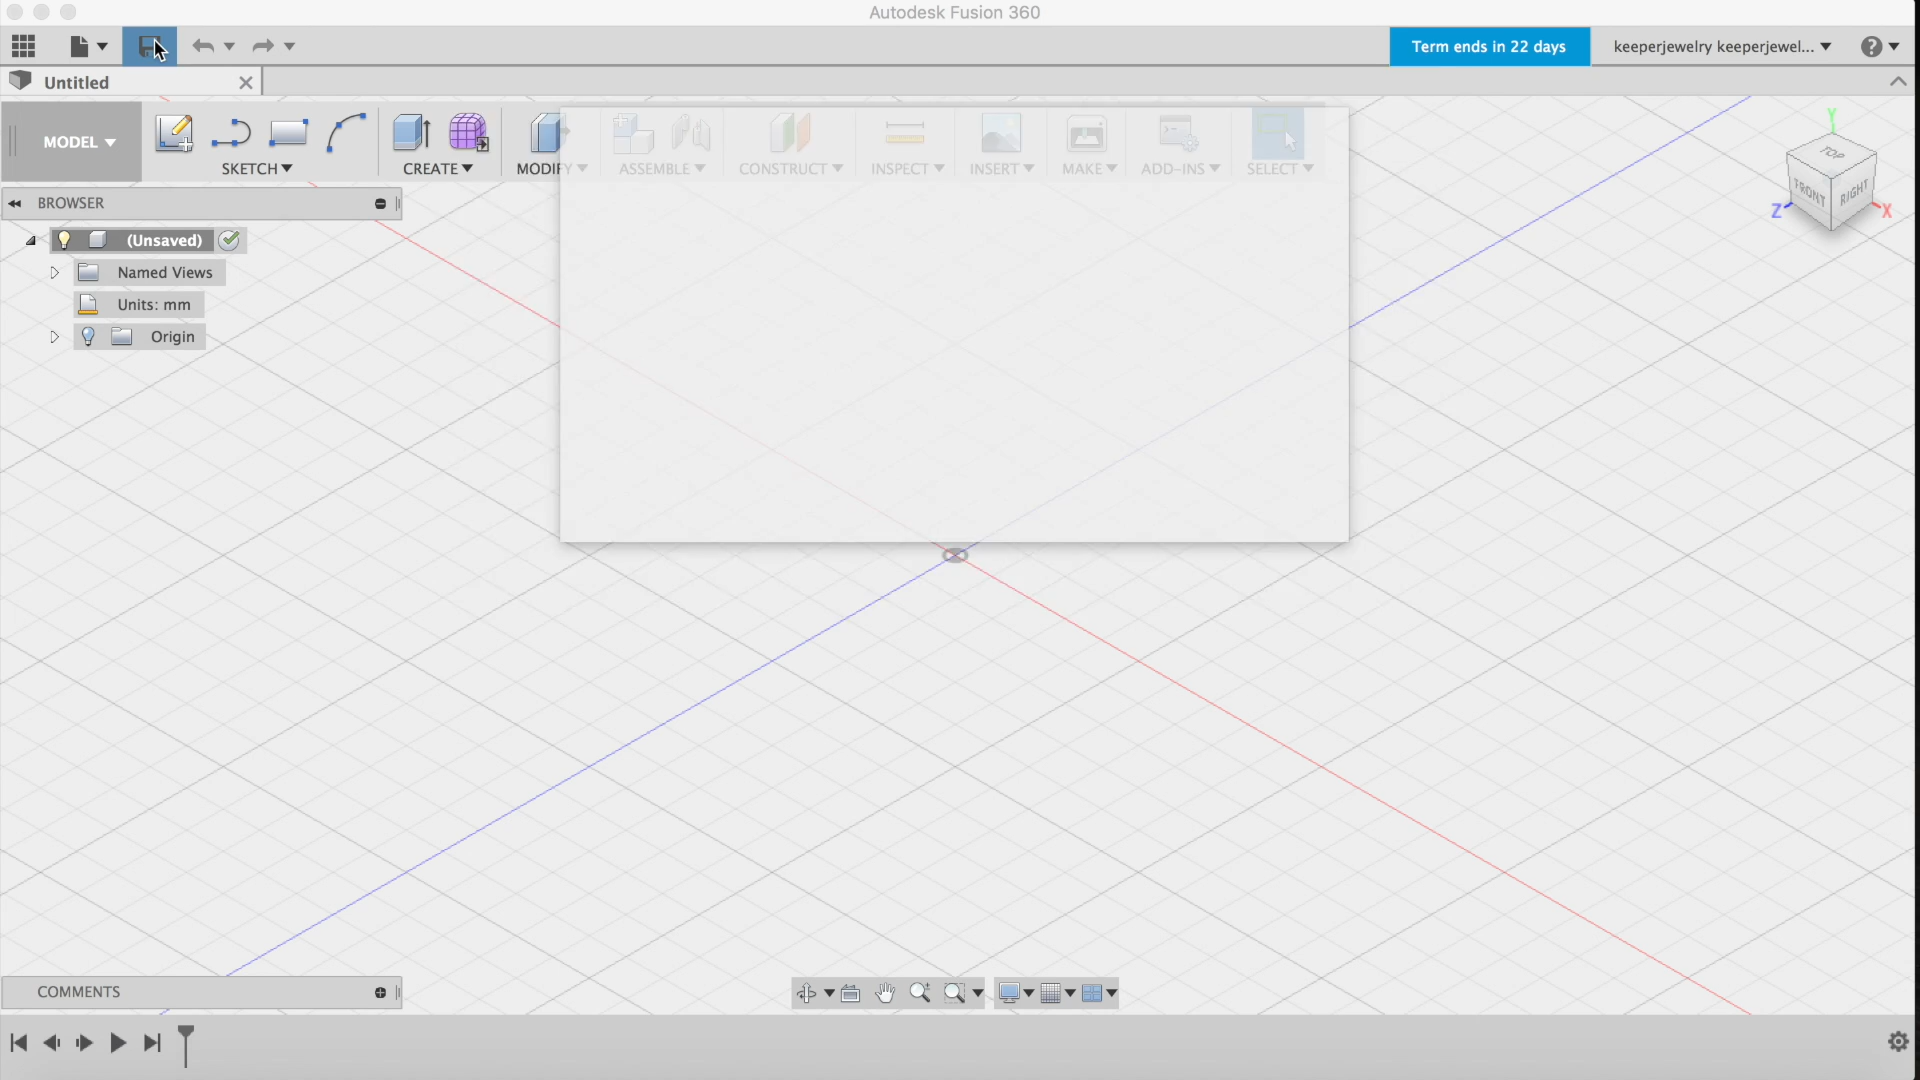 Autodesk Fusion 360
Term ends in 22 days
keeperjewelry keeperjewel...
Untitled
MODEL
SKETCH
CREATE
MODIFY
ASSEMBLE
CONSTRUCT
INSPECT
INSERT
MAKE
ADD-INS
SELECT
Y
TOP
FRONT
RIGHT
Z
X
BROWSER
(Unsaved)
Named Views
Units: mm
Origin
COMMENTS